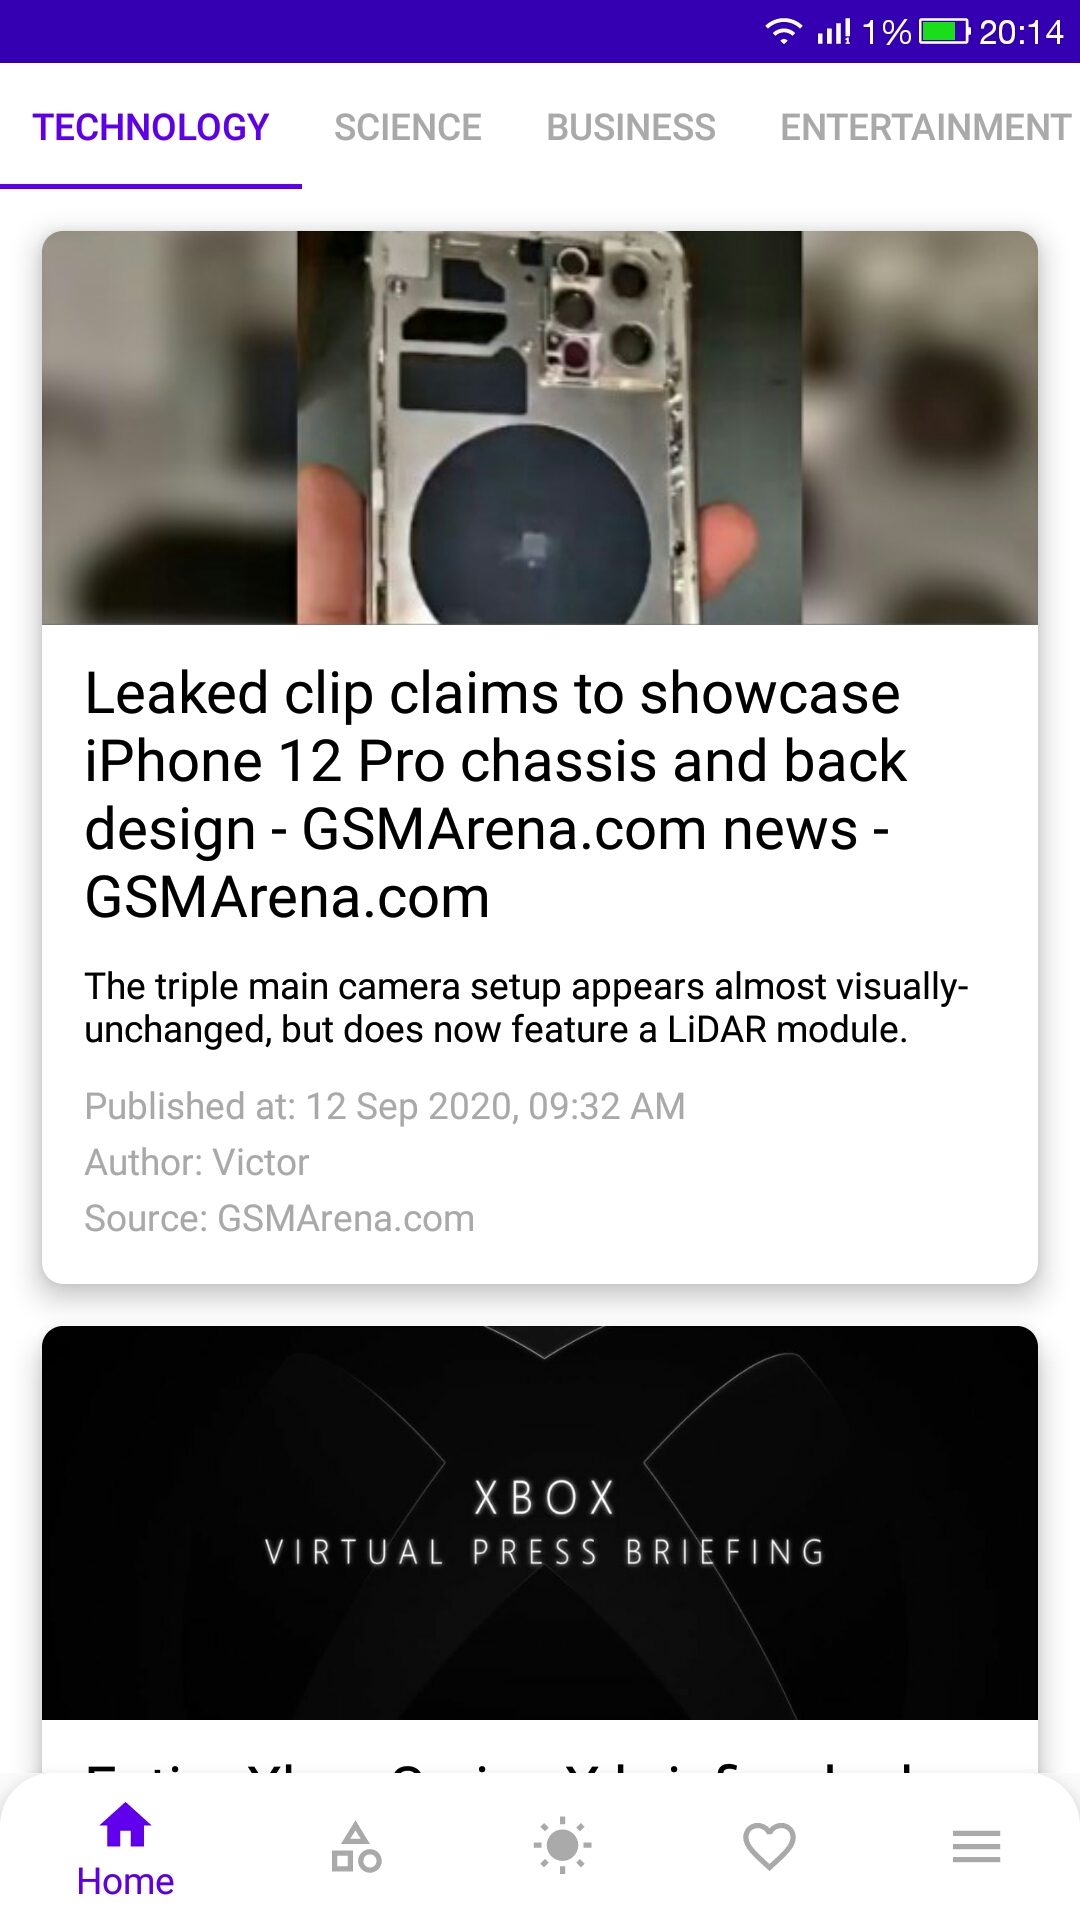 1% 20:14
TECHNOLOGY SCIENCE BUSINESS ENTERTAINMENT
Leaked clip claims to showcase
iPhone 12 Pro chassis and back
design - GSMArena.com news -
GSMArena.com
The triple main camera setup appears almost visually-
unchanged, but does now feature a LiDAR module.
Published at: 12 Sep 2020, 09:32 AM
Author: Victor
Source: GSMArena.com
XBOX
VIRTUAL PRESS BRIEFING
Home